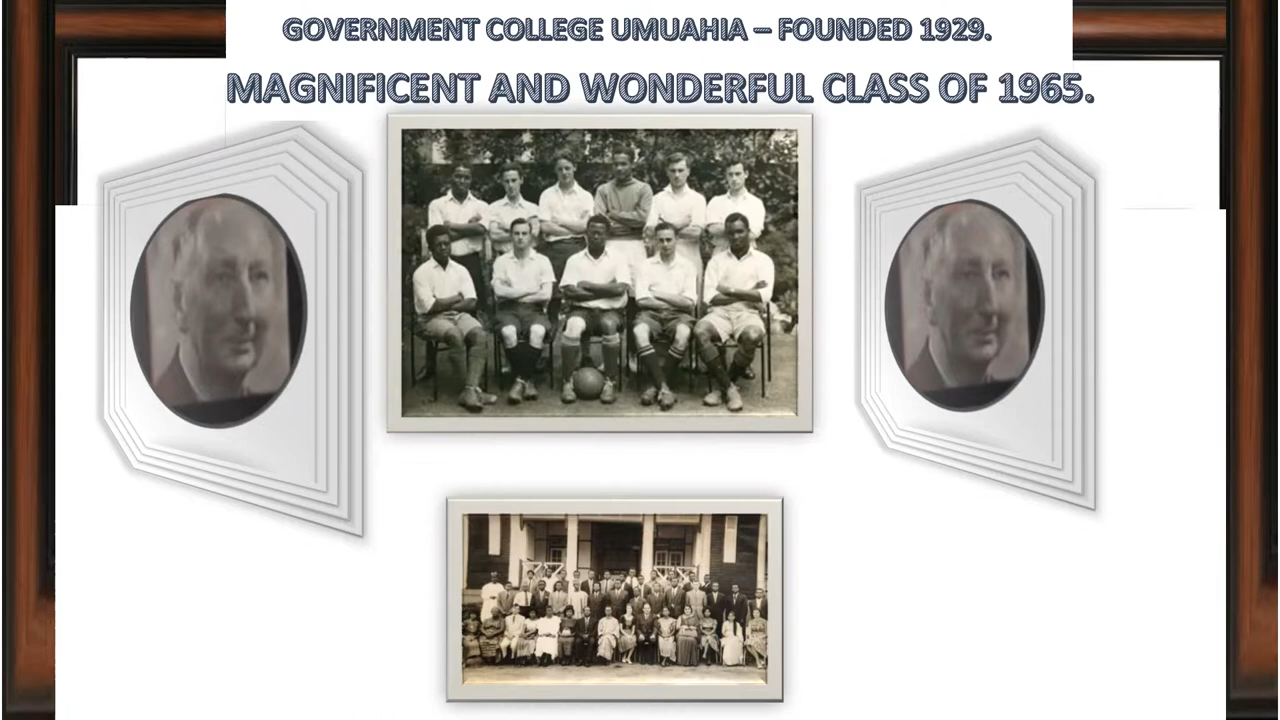 GOVERNMENT COLLEGE UMUAHIA – FOUNDED 1929.
MAGNIFICENT AND WONDERFUL CLASS OF 1965.